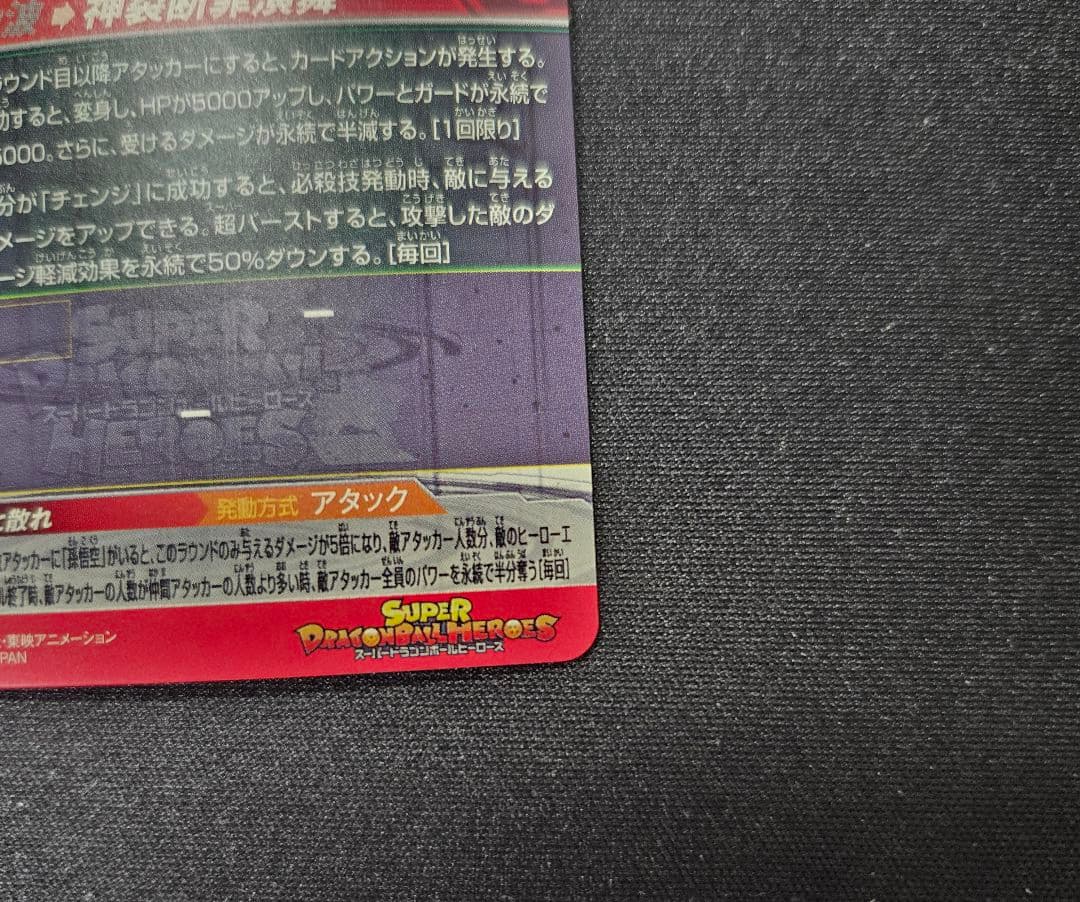 波➡神裂断罪演舞
ラウンド目以降アタッカーにすると、カードアクションが発生する。
功すると、変身し、HPが5000アップし、パワーとガードが永続で
5000。さらに、受けるダメージが永続で半減する。[1回限り]
分が「チェンジ」に成功すると、必殺技発動時、敵に与える
メージをアップできる。超バーストすると、攻撃した敵のダ
ージ軽減効果を永続で50%ダウンする。[毎回]
SUPER
DRAGONBALL
スーパードラゴンボールヒーローズ
HEROES
散れ
発動方式 アタック
アタッカーに「孫悟空」がいると、このラウンドのみ与えるダメージが5倍になり、敵アタッカー人数分、敵のヒーローエ
ル終了時、敵アタッカーの人数が仲間アタッカーの人数より多い時、敵アタッカー全員のパワーを永続で半分奪う[毎回]
・東映アニメーション
PAN
SUPER
DRAGONBALL HEROES
スーパードラゴンボールヒーローズ